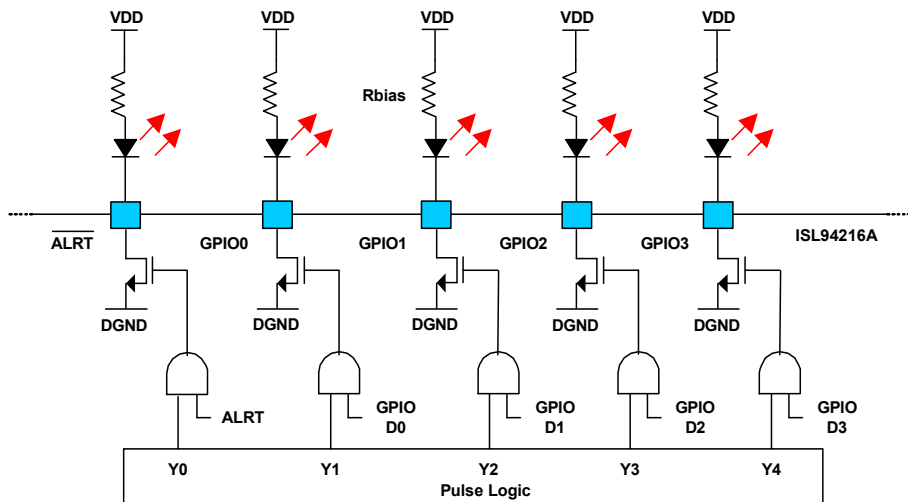 VDD VDD VDD VDD VDD
Rbias
ALRT GPIO0 GPIO1 GPIO2 GPIO3 ISL94216A
DGND DGND DGND DGND DGND
ALRT GPIO GPIO GPIO GPIO
D0 D1 D2 D3
Y0 Y1 Y2 Y3 Y4
Pulse Logic